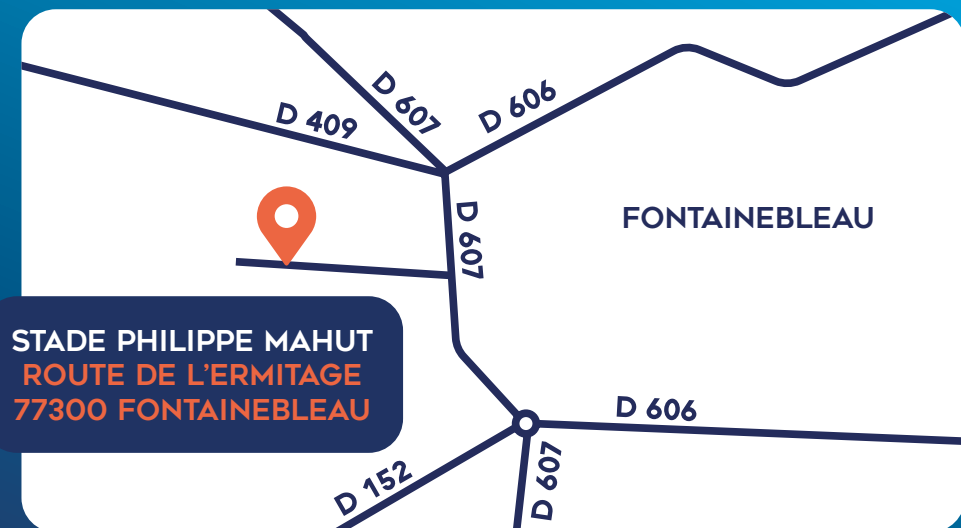 D 607
D 606
D 409
D 607
FONTAINEBLEAU
STADE PHILIPPE MAHUT
ROUTE DE L'ERMITAGE
77300 FONTAINEBLEAU
D 606
D 152
D 607